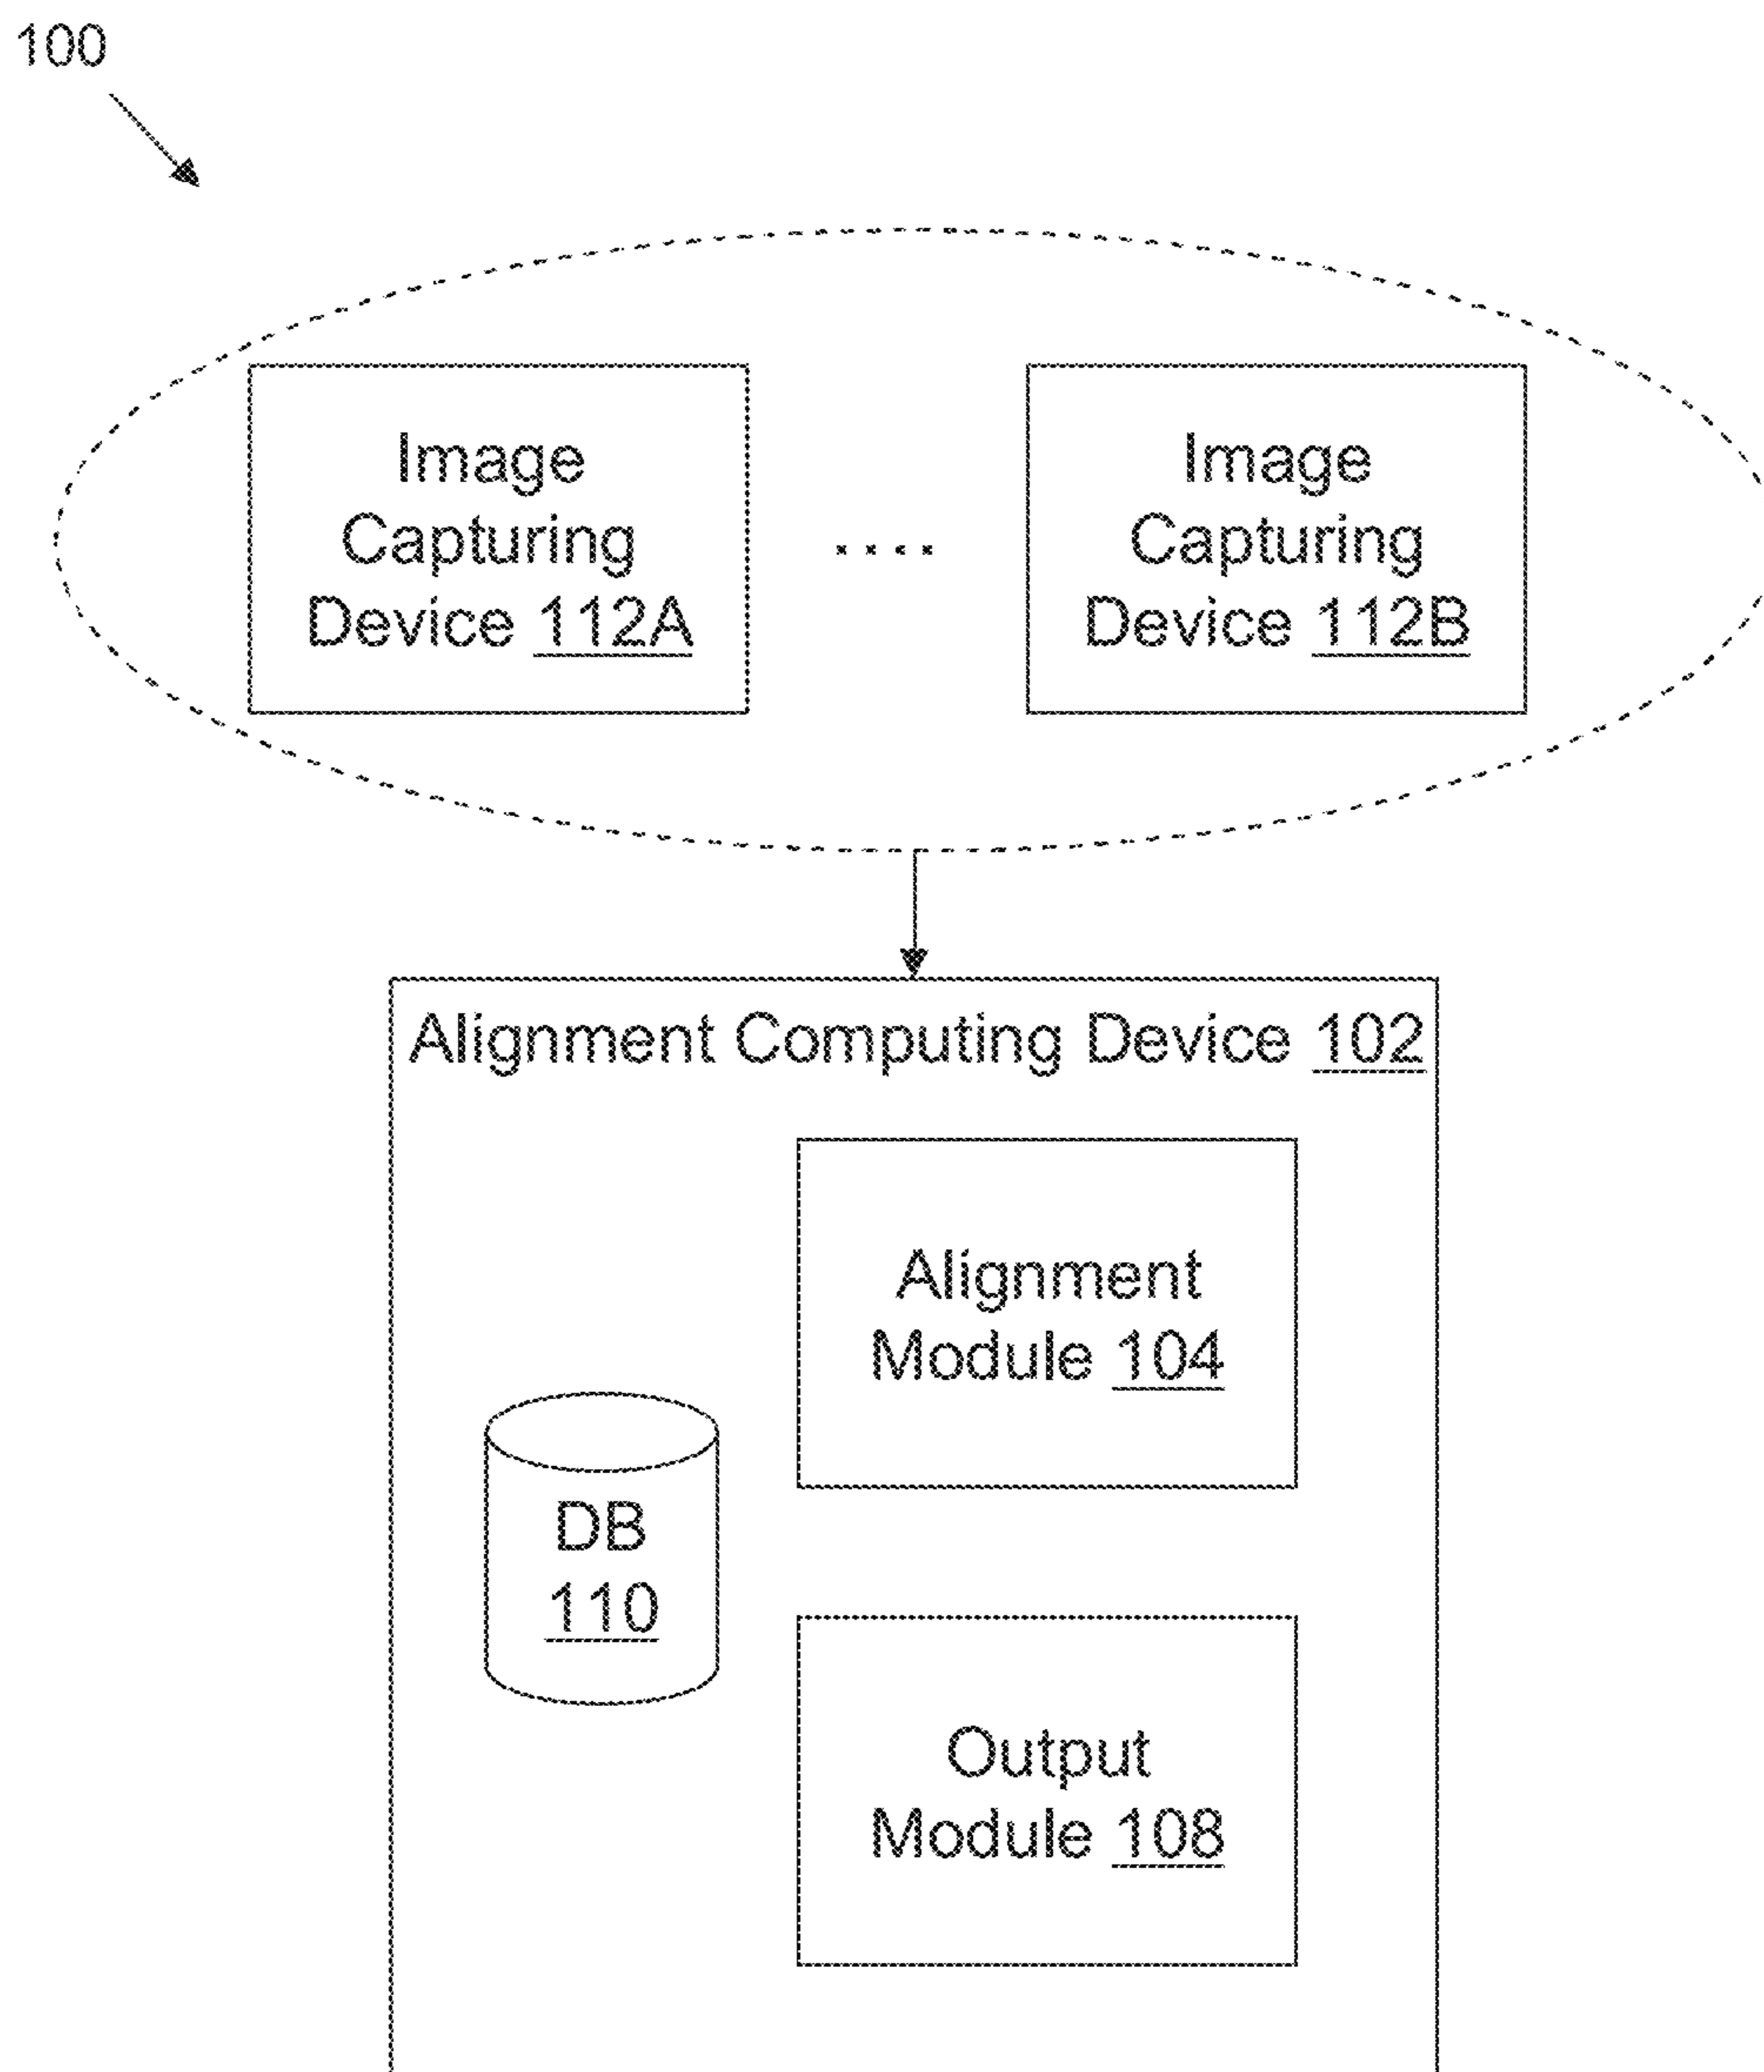 100
Image
Capturing
Device 112A
....
Image
Capturing
Device 112B
Alignment Computing Device 102
Alignment
Module 104
DB
110
Output
Module 108